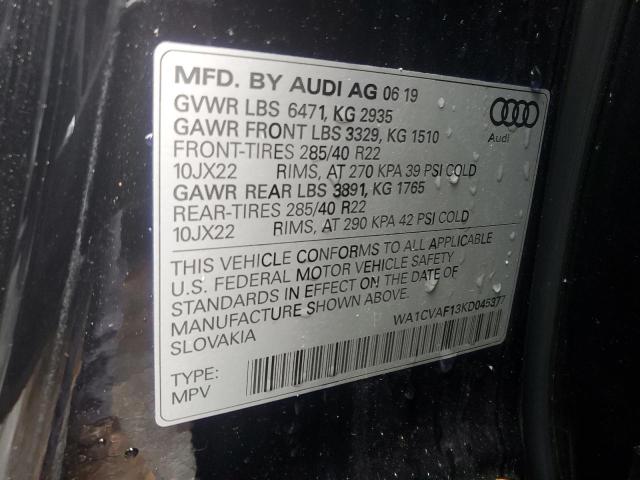 MFD. BY AUDI AG 06 19
GVWR LBS 6471, KG 2935
GAWR FRONT LBS 3329, KG 1510
FRONT-TIRES 285/40 R22
10JX22 RIMS, AT 270 KPA 39 PSI COLD
GAWR REAR LBS 3891, KG 1765
REAR-TIRES 285/40 R22
10JX22 RIMS, AT 290 KPA 42 PSI COLD
Audi
THIS VEHICLE CONFORMS TO ALL APPLICABLE
U.S. FEDERAL MOTOR VEHICLE SAFETY
STANDARDS IN EFFECT ON THE DATE OF
MANUFACTURE SHOWN ABOVE.
SLOVAKIA
WA1CVAF13KD045377
TYPE:
MPV